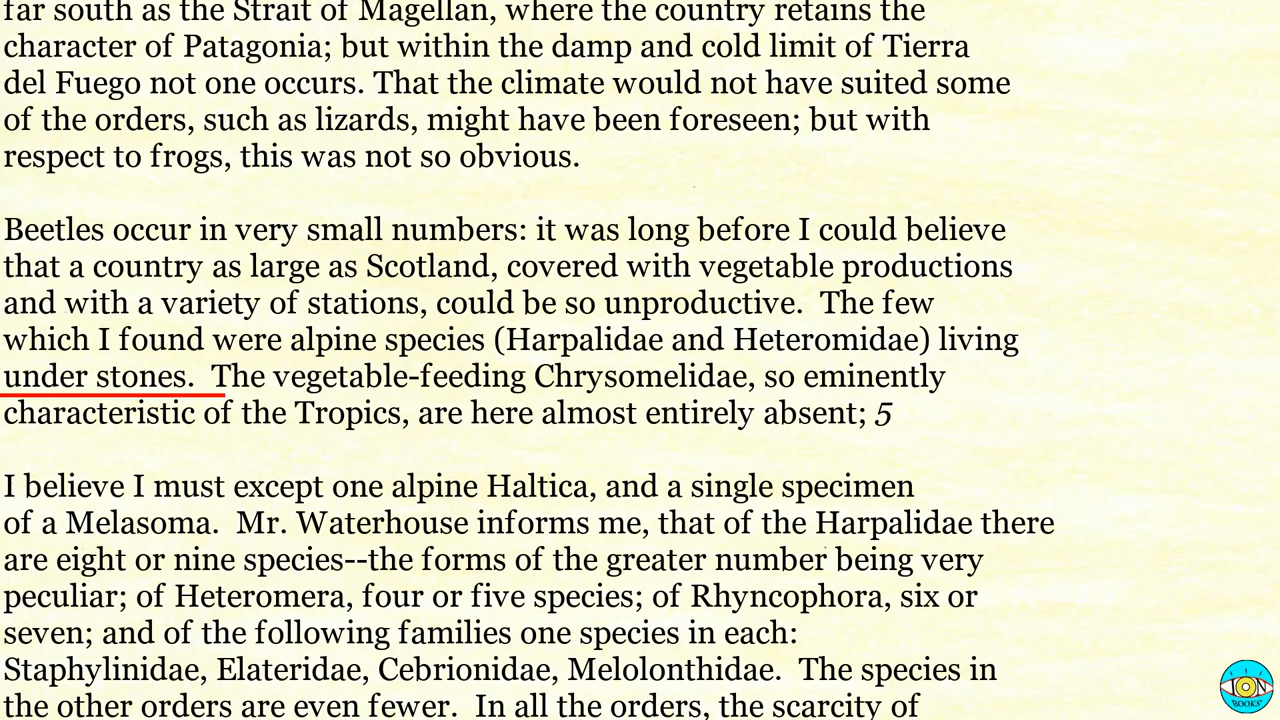 far south as the Strait of Magellan, where the country retains the
character of Patagonia; but within the damp and cold limit of Tierra
del Fuego not one occurs. That the climate would not have suited some
of the orders, such as lizards, might have been foreseen; but with
respect to frogs, this was not so obvious.
Beetles occur in very small numbers: it was long before I could believe
that a country as large as Scotland, covered with vegetable productions
and with a variety of stations, could be so unproductive.  The few
which I found were alpine species (Harpalidae and Heteromidae) living
under stones.  The vegetable-feeding Chrysomelidae, so eminently
characteristic of the Tropics, are here almost entirely absent; 5
I believe I must except one alpine Haltica, and a single specimen
of a Melasoma.  Mr. Waterhouse informs me, that of the Harpalidae there
are eight or nine species--the forms of the greater number being very
peculiar; of Heteromera, four or five species; of Rhyncophora, six or
seven; and of the following families one species in each:
Staphylinidae, Elateridae, Cebrionidae, Melolonthidae.  The species in
the other orders are even fewer.  In all the orders, the scarcity of
ION
BOOKS